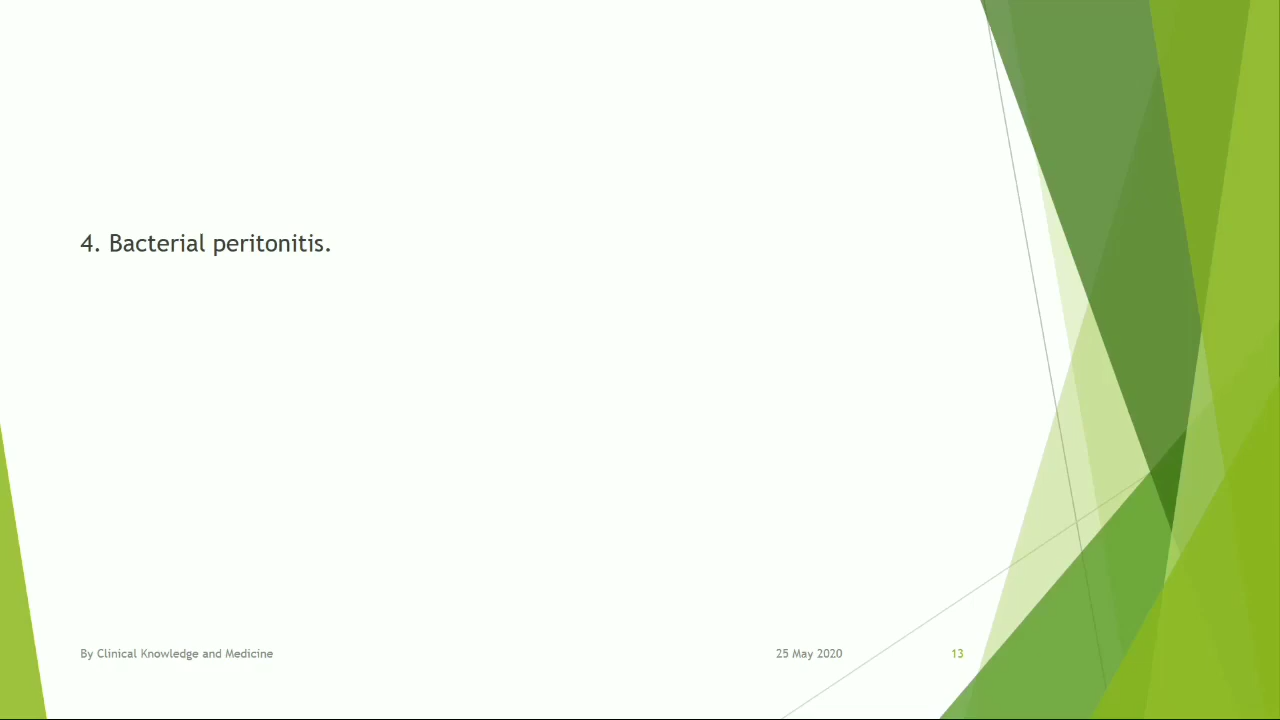 4. Bacterial peritonitis.
By Clinical Knowledge and Medicine
25 May 2020
13